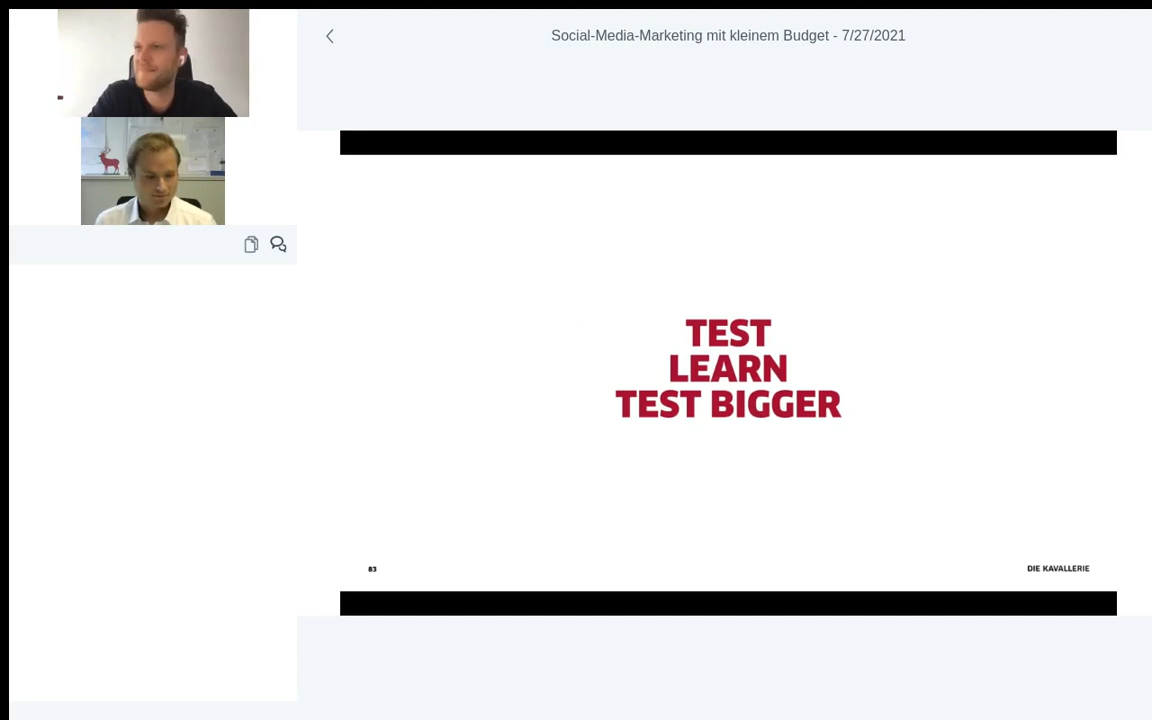 Social-Media-Marketing mit kleinem Budget - 7/27/2021
TEST
LEARN
TEST BIGGER
83
DIE KAVALLERIE